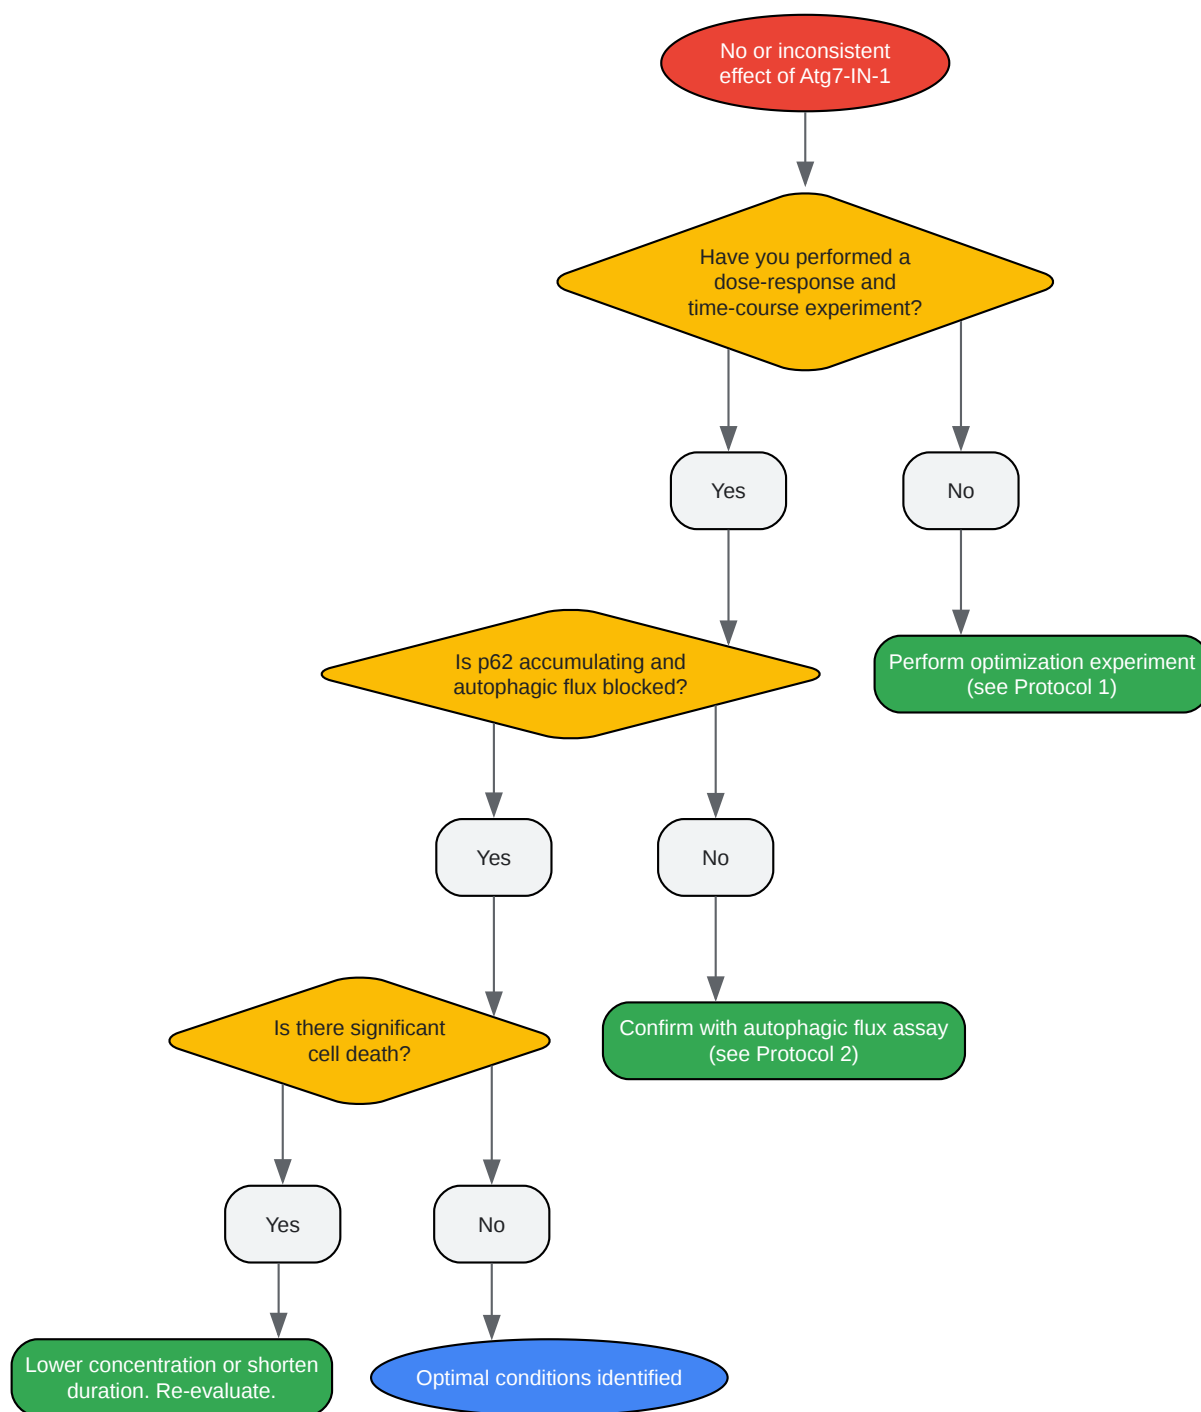 No or inconsistent
effect of Atg7-IN-1
Have you performed a
dose-response and
time-course experiment?
Yes
No
Is p62 accumulating and
autophagic flux blocked?
Perform optimization experiment
(see Protocol 1)
Yes
No
Is there significant
cell death?
Confirm with autophagic flux assay
(see Protocol 2)
Yes
No
Lower concentration or shorten
duration. Re-evaluate.
Optimal conditions identified